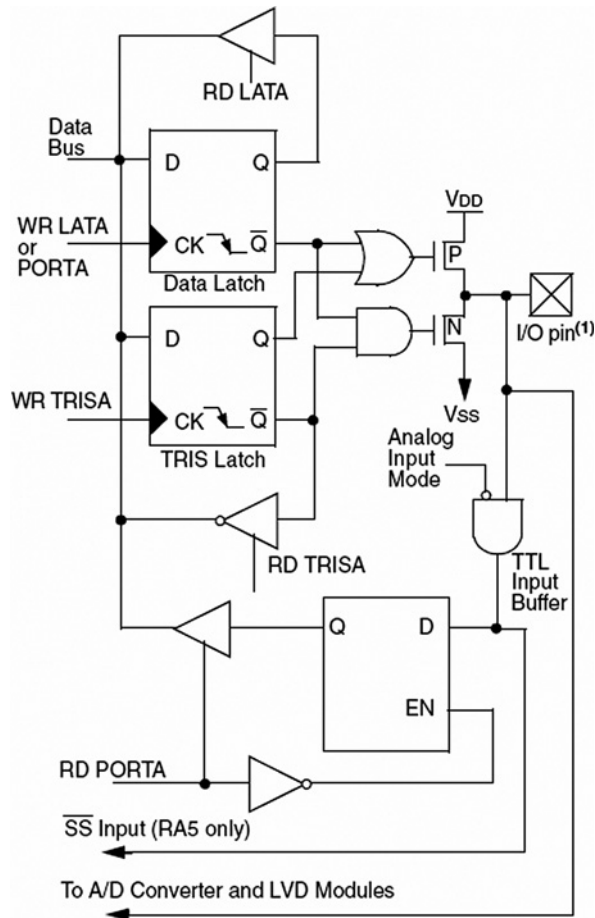 RD LATA
Data
Bus
D
Q
VDD
WR LATA
or
PORTA
CK
Q̅
P
Data Latch
N
I/O pin(1)
D
Q
WR TRISA
CK
Q̅
VSS
TRIS Latch
Analog
Input
Mode
RD TRISA
TTL
Input
Buffer
Q
D
EN
RD PORTA
S̅S̅ Input (RA5 only)
To A/D Converter and LVD Modules